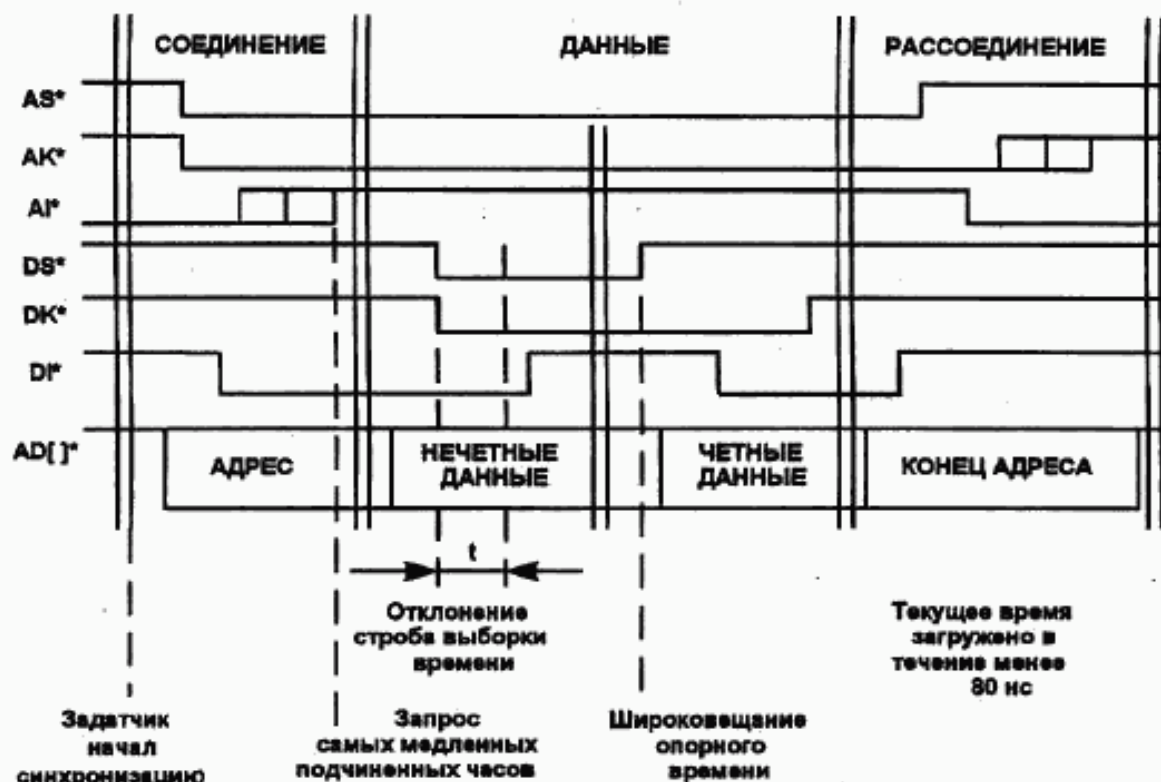 СОЕДИНЕНИЕ
ДАННЫЕ
РАССОЕДИНЕНИЕ
AS*
AK*
AI*
DS*
DK*
DI*
AD[ ]*
АДРЕС
НЕЧЕТНЫЕ
ДАННЫЕ
ЧЕТНЫЕ
ДАННЫЕ
КОНЕЦ АДРЕСА
t
Отклонение
строба выборки
времени
Текущее время
загружено в
течение менее
80 нс
Задатчик
начал
синхронизацию
Запрос
самых медленных
подчиненных часов
Широковещание
опорного
времени